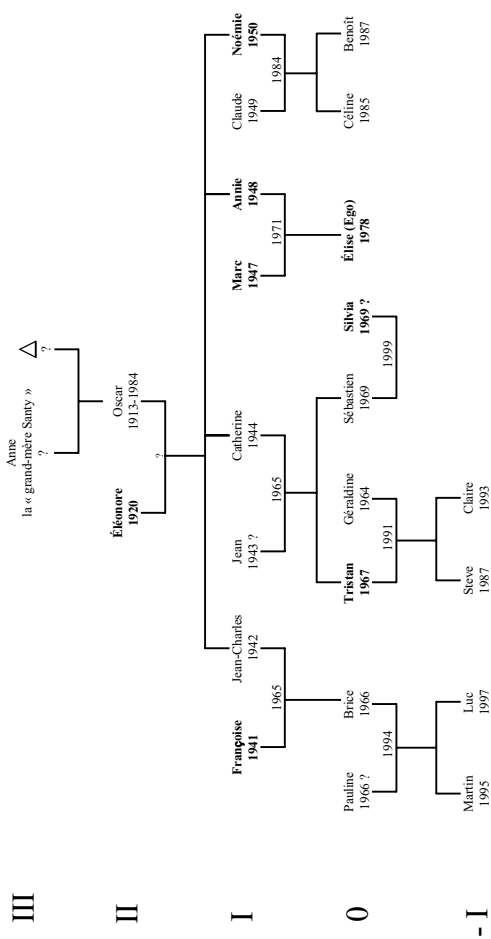 III
Anne
la « grand-mère Santy »
?
?
II
Éléonore
1920
Oscar
1913-1984
?
I
Françoise
1941
Jean-Charles
1942
Jean
1943 ?
Catherine
1944
Marc
1947
Annie
1948
Claude
1949
Noémie
1950
1965
1965
1971
1984
0
Pauline
1966 ?
Brice
1966
Tristan
1967
Géraldine
1964
Sébastien
1969
Silvia
1969 ?
Élise (Ego)
1978
Céline
1985
Benoît
1987
1994
1991
1999
- I
Martin
1995
Luc
1997
Steve
1987
Claire
1993